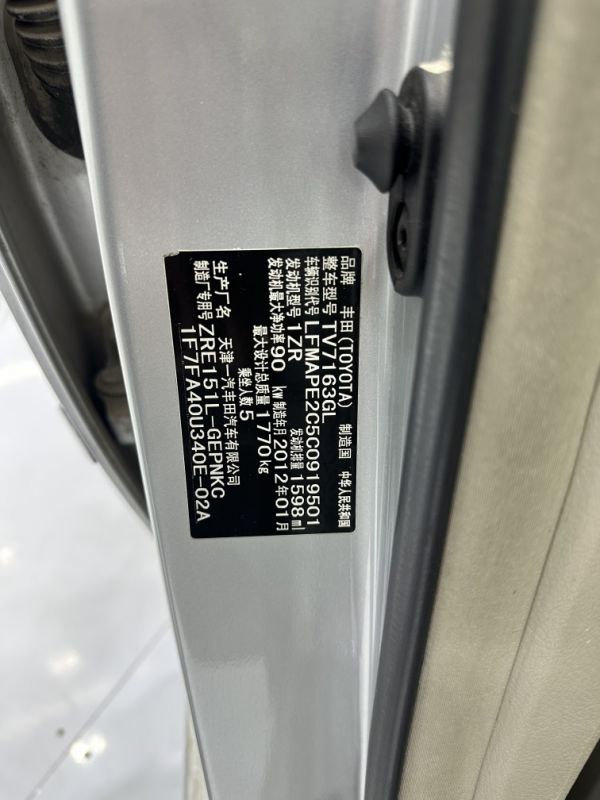 品牌 丰田(TOYOTA) 制造国 中华人民共和国
整车型号 TV7163GL
车辆识别代号 LFMAPE2C5C0919501
发动机型号 1ZR 发动机排量 1598 ml
发动机最大净功率 90 kw 制造年月 2012年01月
最大设计总质量 1770 kg
乘坐人数 5
生产厂名 天津一汽丰田汽车有限公司
制造厂专用号 ZRE151L-GEPNKC
1F7FA40U340E-02A